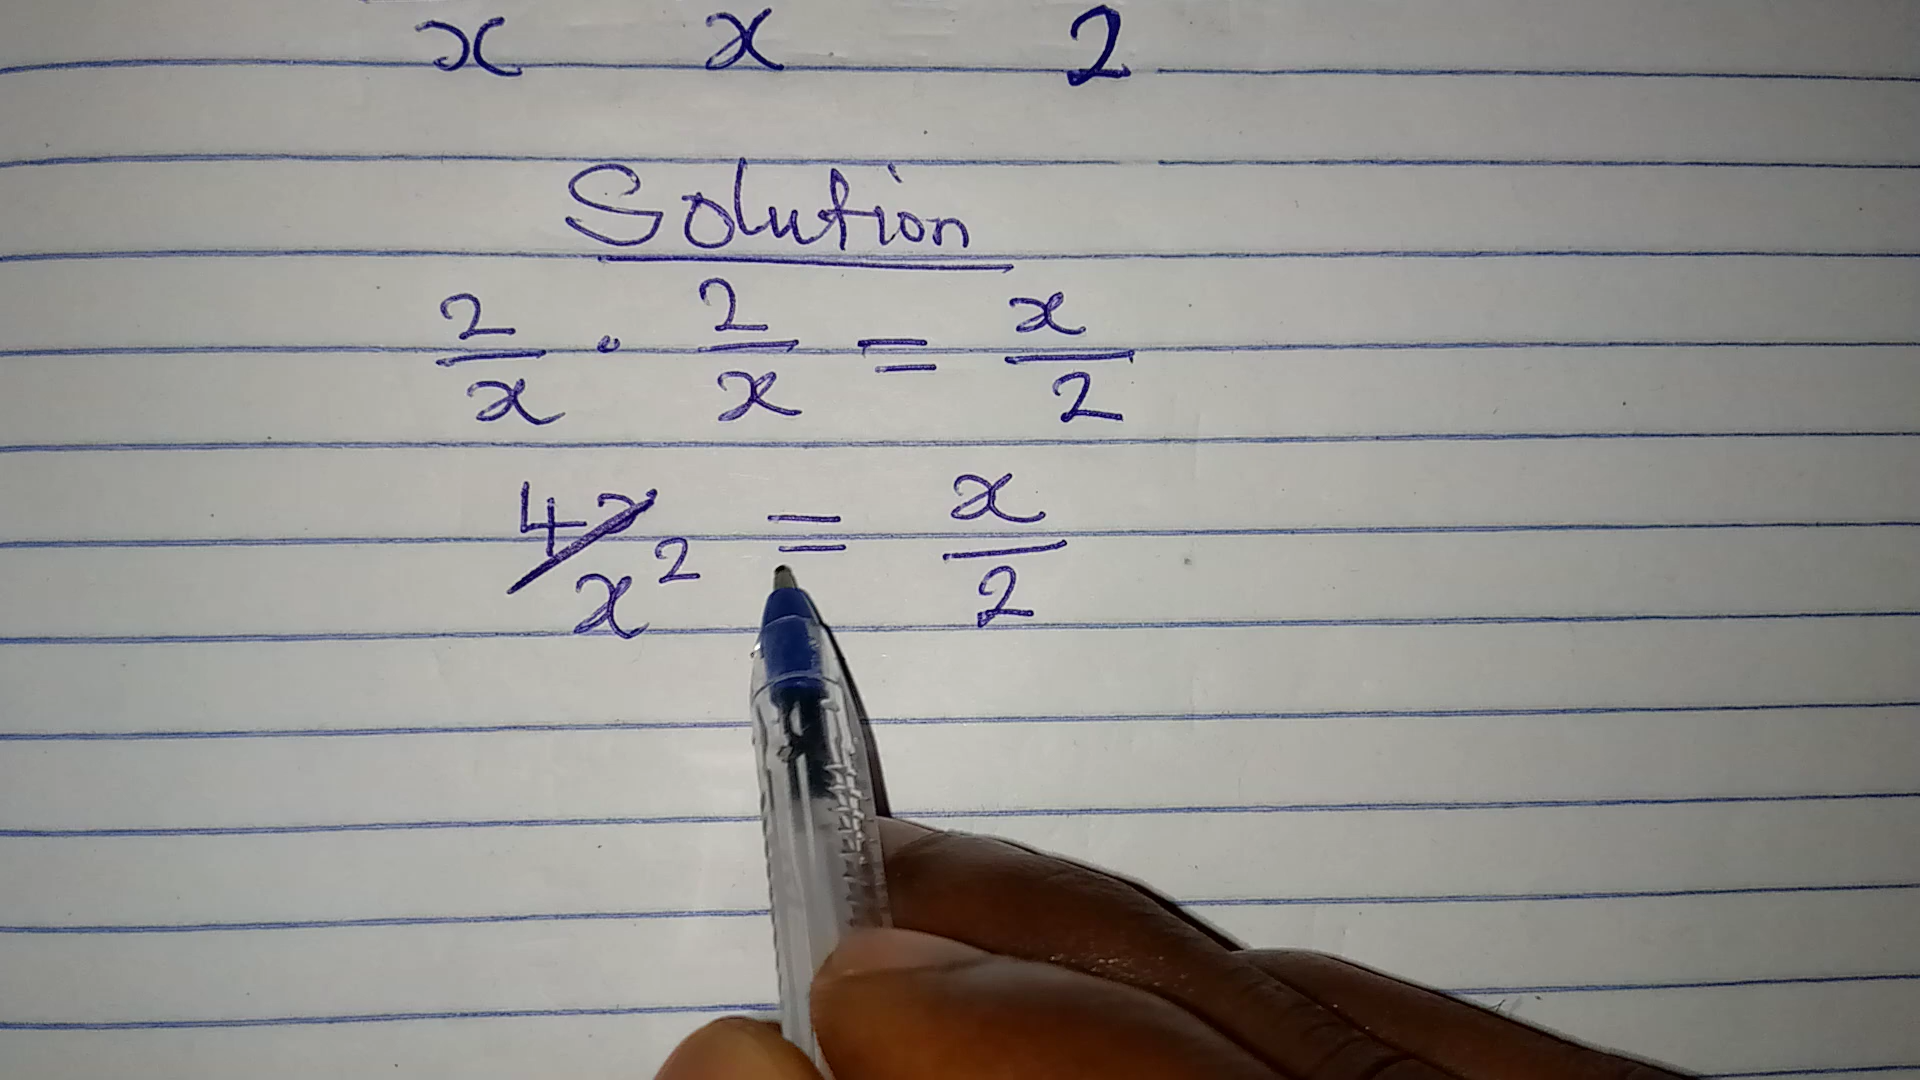 x x 2
Solution
2/x · 2/x = x/2
4/x² = x/2